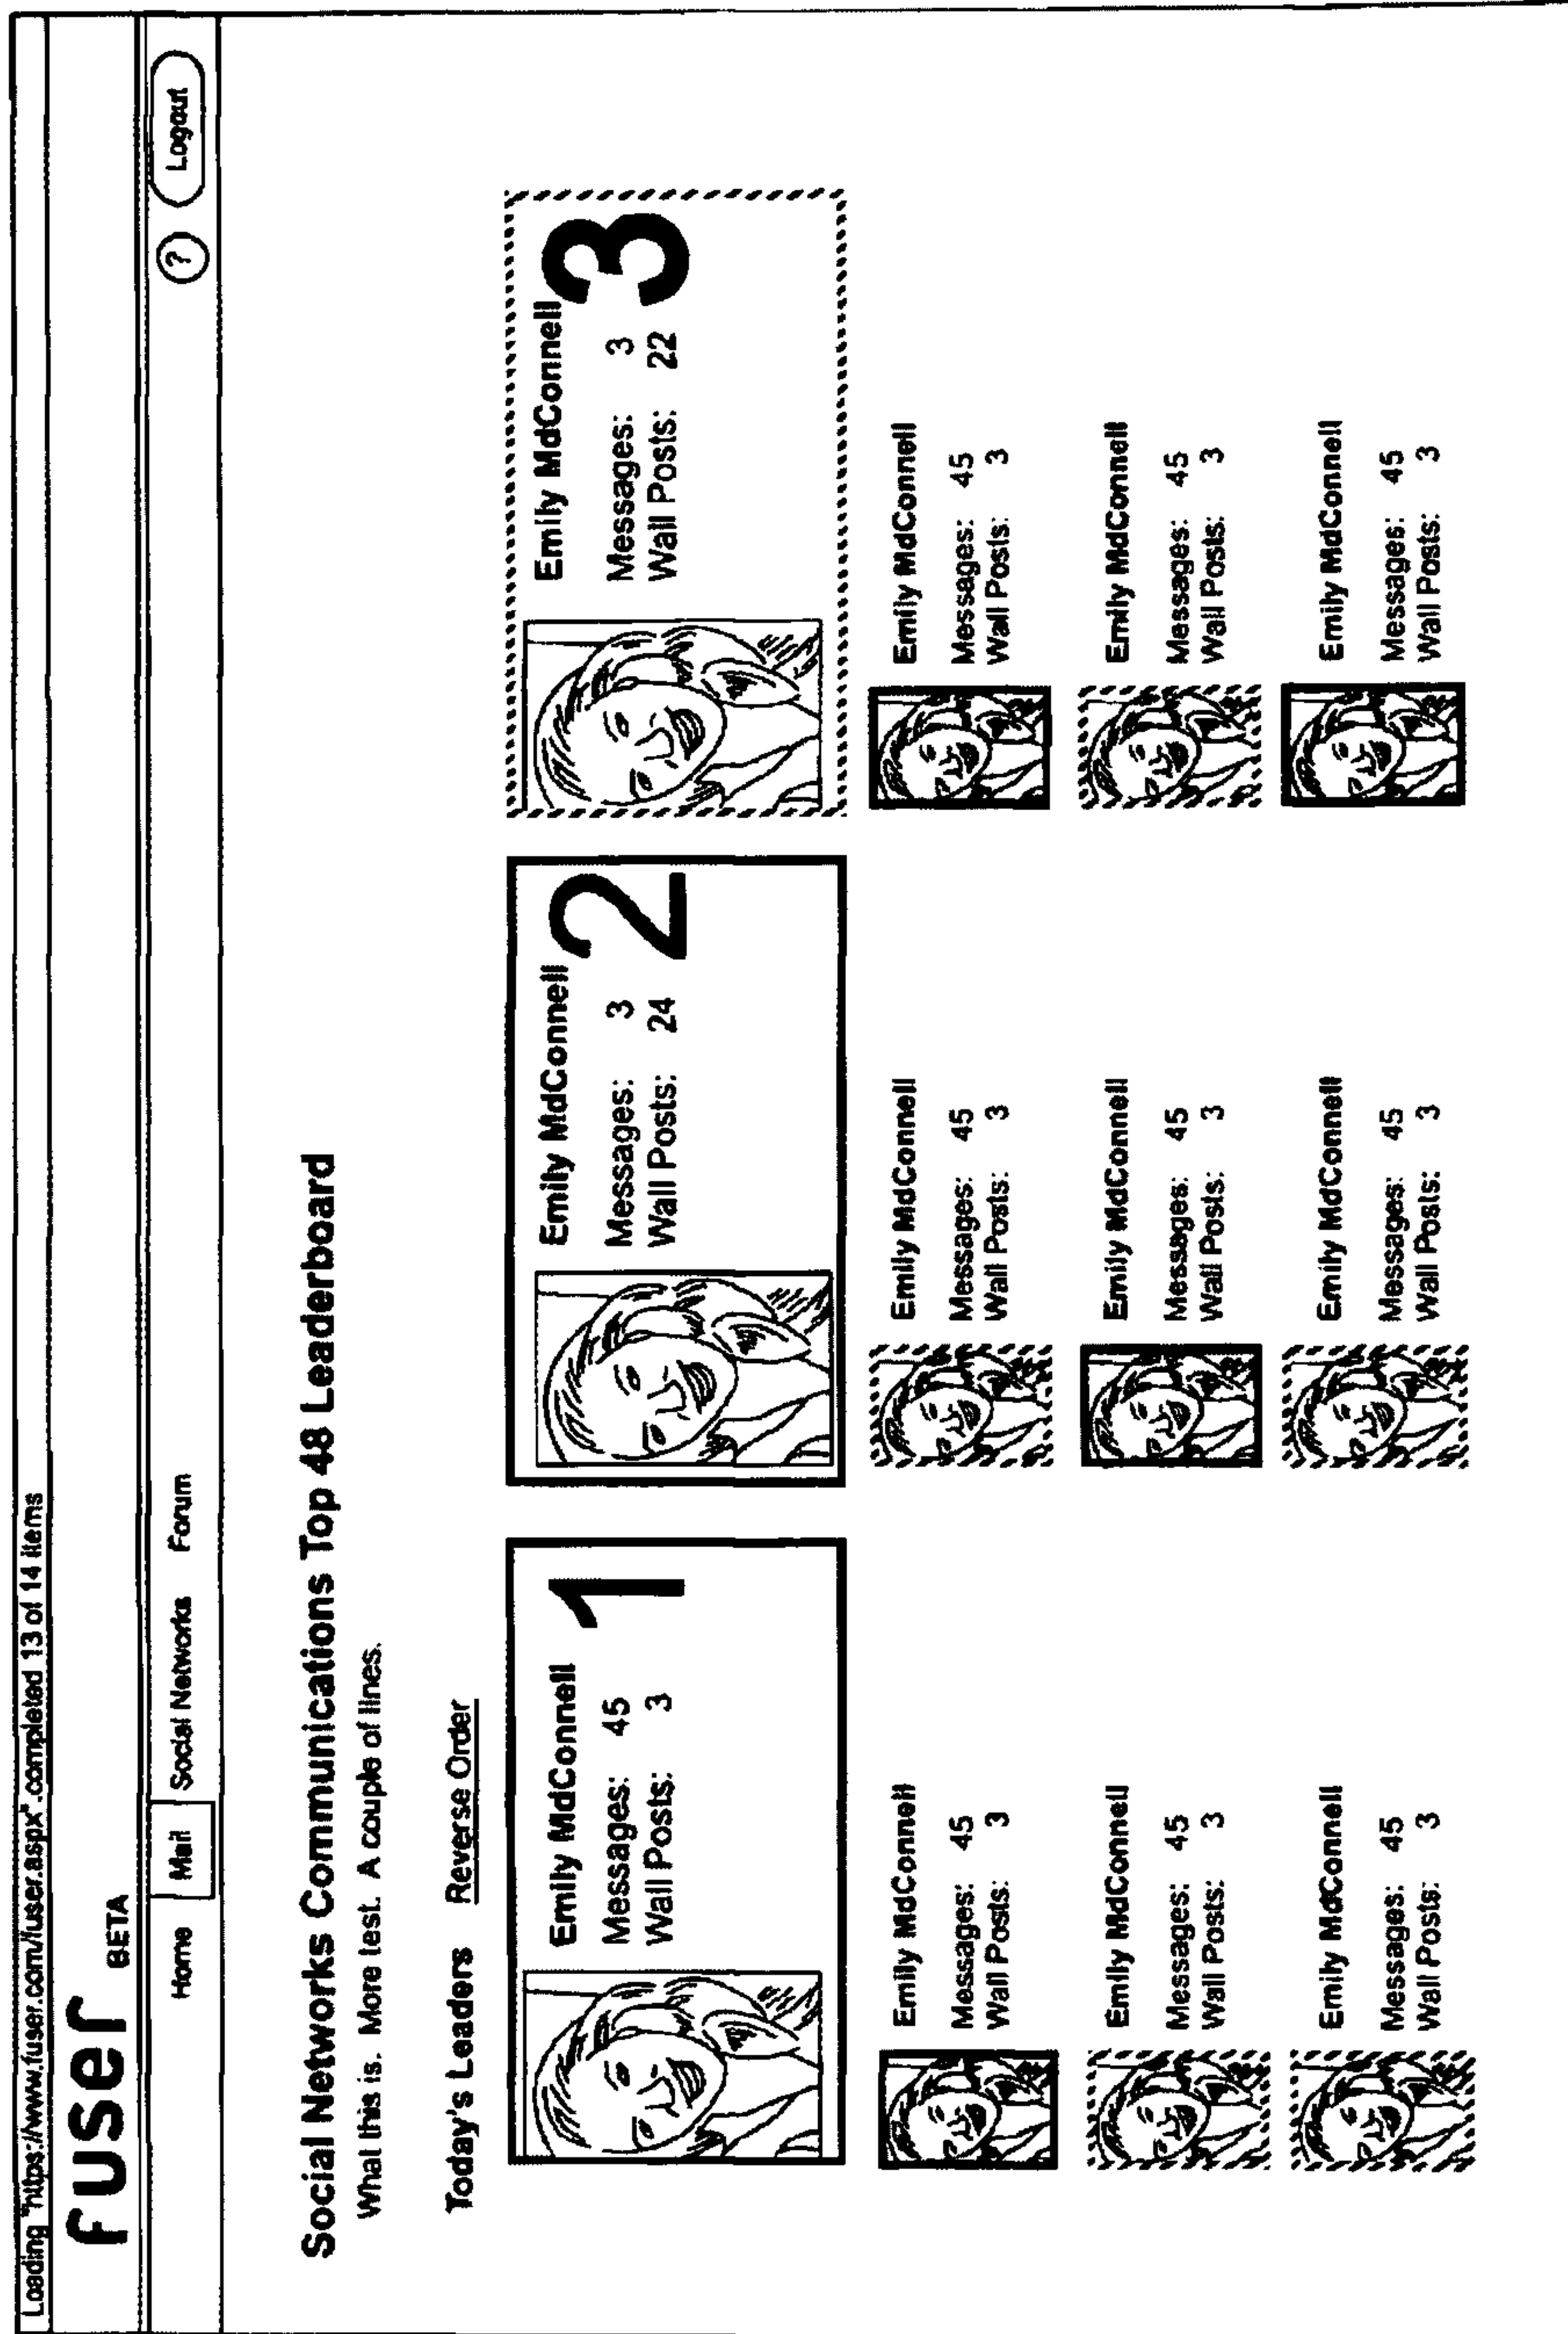 Loading "https://www.fuser.com/fuser.aspx".completed 13 of 14 items
fuser BETA
Home Mail Social Networks Forum ? Logout
Social Networks Communications Top 48 Leaderboard
What this is. More test. A couple of lines.
Today's Leaders Reverse Order
Emily MdConnell 1
Messages: 45
Wall Posts: 3
Emily MdConnell 2
Messages: 3
Wall Posts: 24
Emily MdConnell 3
Messages: 3
Wall Posts: 22
Emily MdConnell
Messages: 45
Wall Posts: 3
Emily MdConnell
Messages: 45
Wall Posts: 3
Emily MdConnell
Messages: 45
Wall Posts: 3
Emily MdConnell
Messages: 45
Wall Posts: 3
Emily MdConnell
Messages: 45
Wall Posts: 3
Emily MdConnell
Messages: 45
Wall Posts: 3
Emily MdConnell
Messages: 45
Wall Posts: 3
Emily MdConnell
Messages: 45
Wall Posts: 3
Emily MdConnell
Messages: 45
Wall Posts: 3